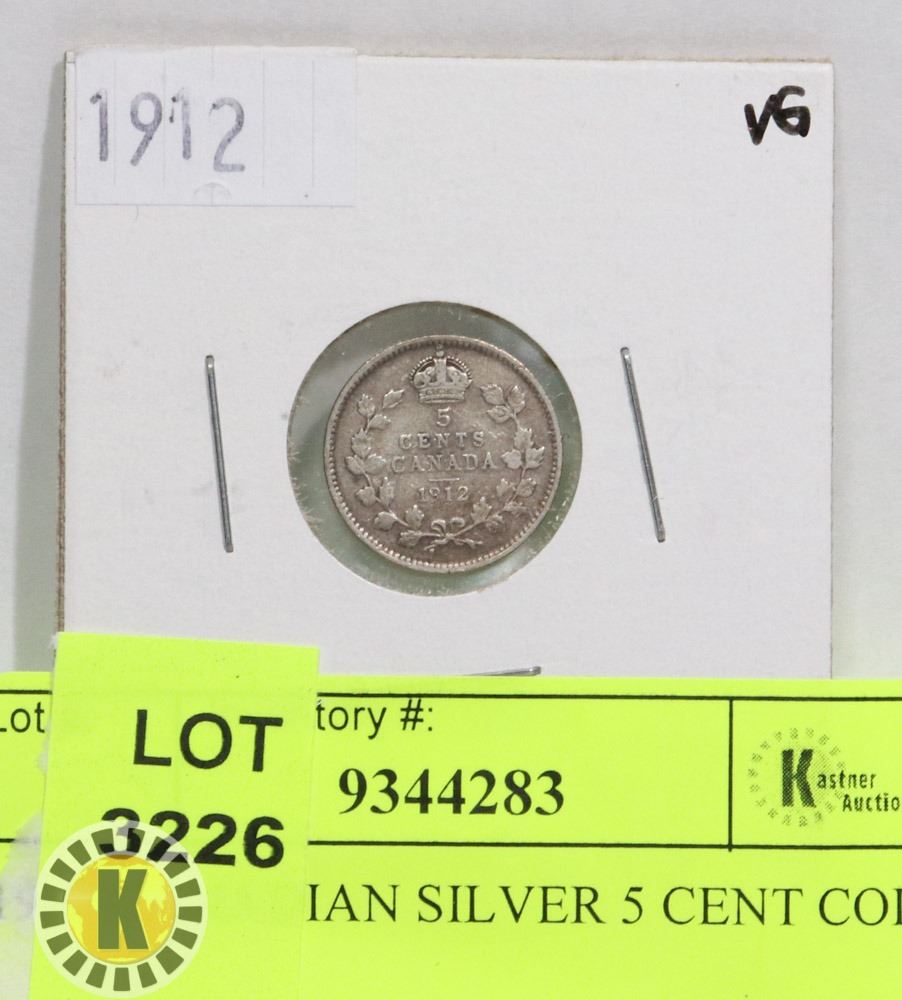 1912
VG
5
CENTS
CANADA
1912
Lot
tory #:
LOT
3226
9344283
Kastner
Auctio
K
IAN SILVER 5 CENT COI